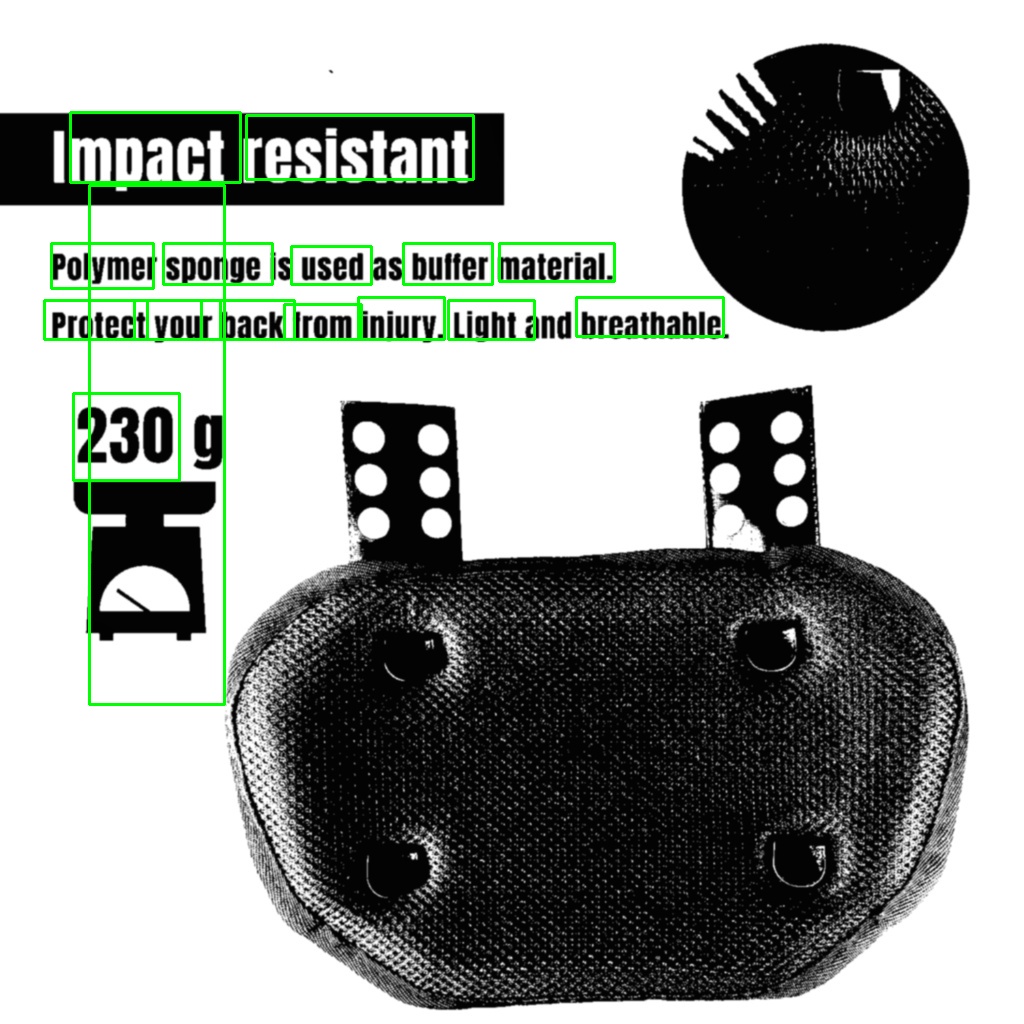 Impact resistant
Polymer sponge is used as buffer material.
Protect your back from injury. Light and breathable.
230 g